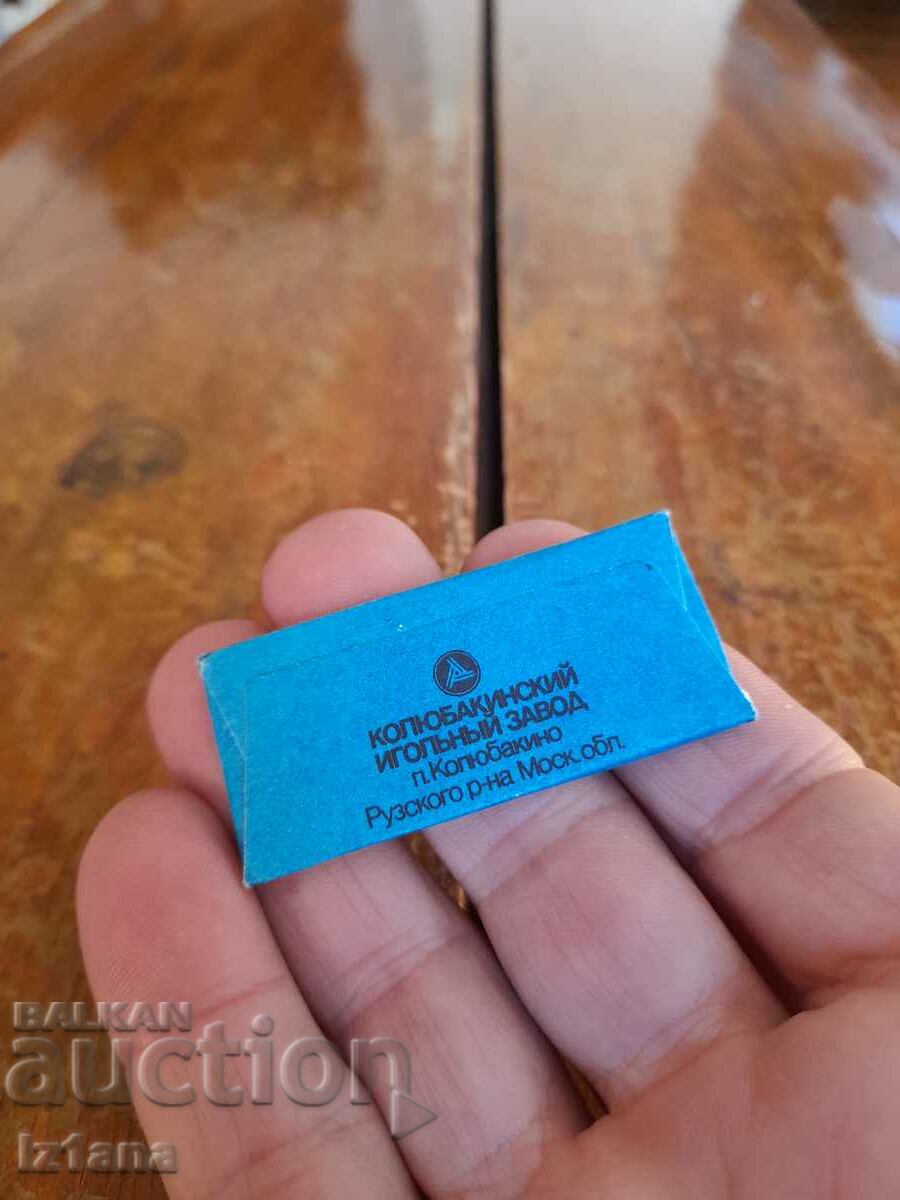 КОЛЮБАКИНСКИЙ
ИГОЛЬНЫЙ ЗАВОД
п.Колюбакино
Рузского р-на Моск.обл.
BALKAN
auction
Iz1ana